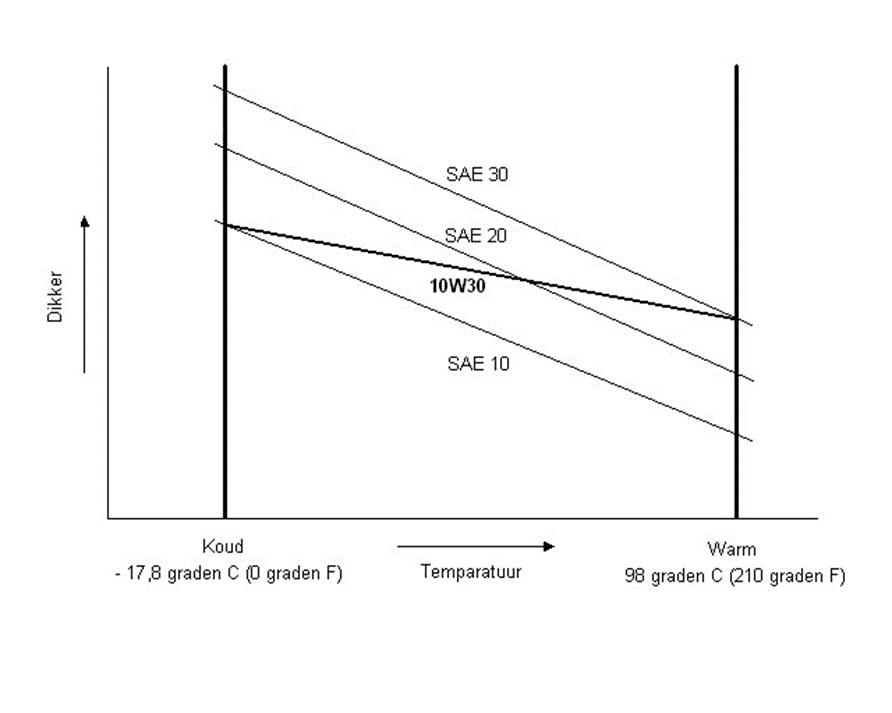 SAE 30
SAE 20
10W30
Dikker
SAE 10
Koud
Warm
- 17,8 graden C (0 graden F)
Temparatuur
98 graden C (210 graden F)